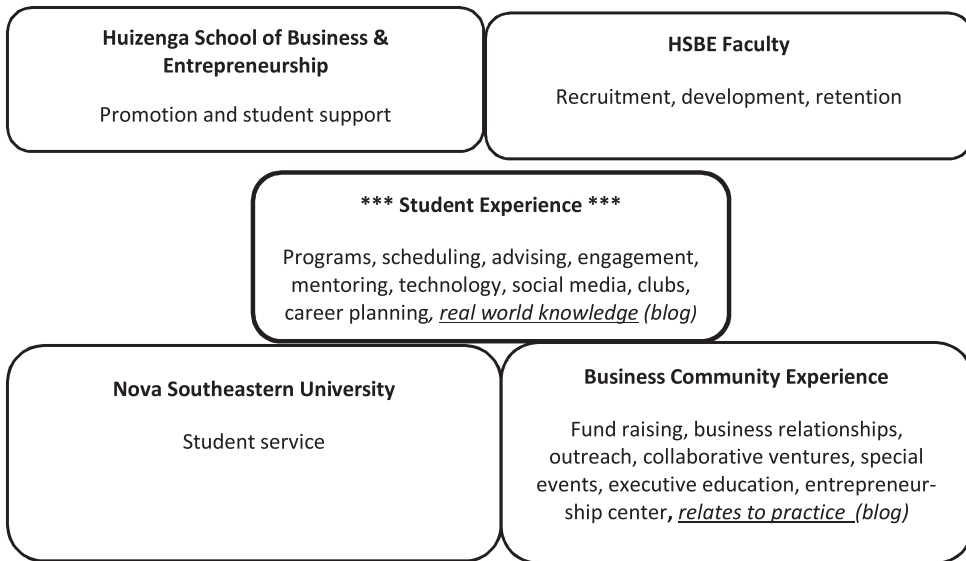 Huizenga School of Business &
Entrepreneurship
Promotion and student support
HSBE Faculty
Recruitment, development, retention
*** Student Experience ***
Programs, scheduling, advising, engagement,
mentoring, technology, social media, clubs,
career planning, real world knowledge (blog)
Nova Southeastern University
Student service
Business Community Experience
Fund raising, business relationships,
outreach, collaborative ventures, special
events, executive education, entrepreneur-
ship center, relates to practice (blog)